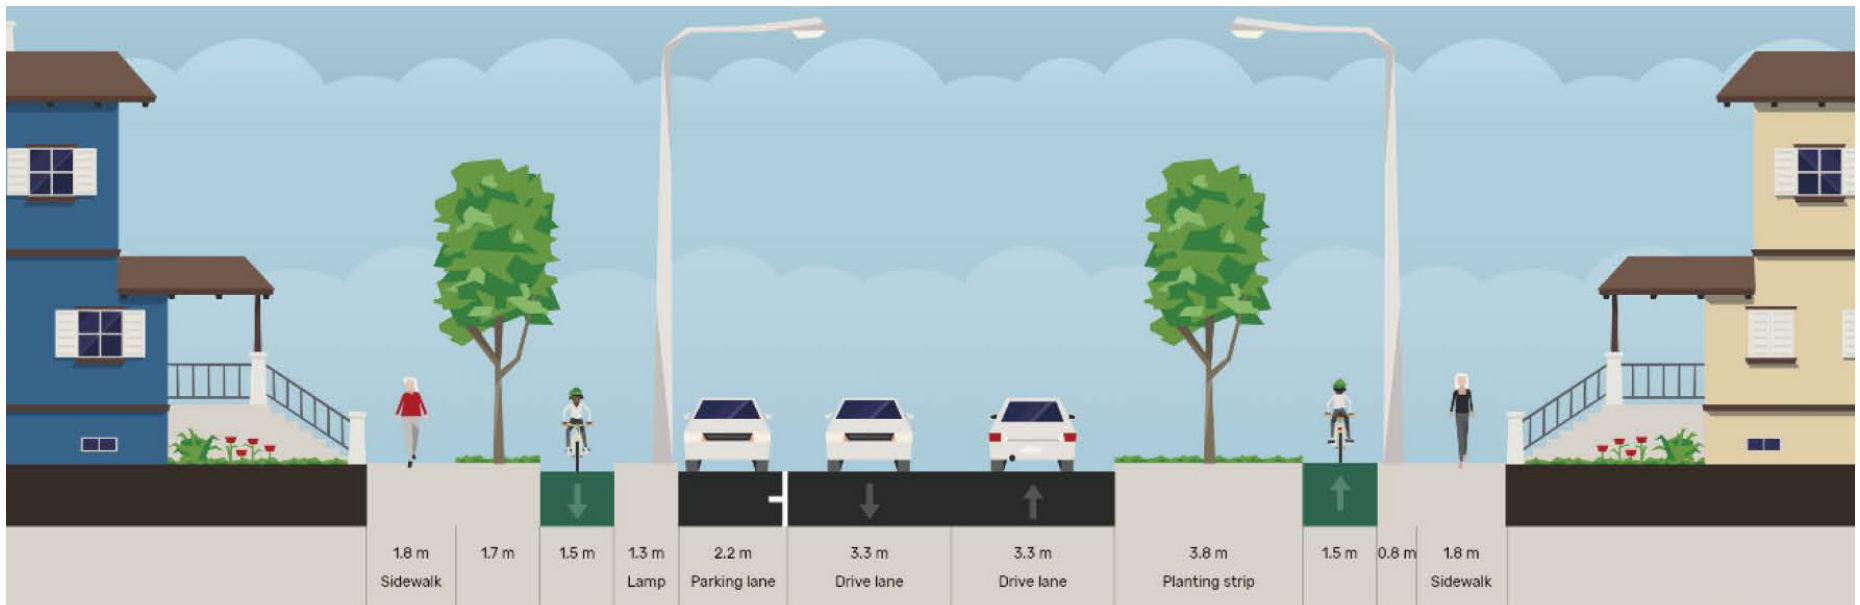 1.8 m
Sidewalk
1.7 m
1.5 m
1.3 m
Lamp
2.2 m
Parking lane
3.3 m
Drive lane
3.3 m
Drive lane
3.8 m
Planting strip
1.5 m
0.8 m
1.8 m
Sidewalk